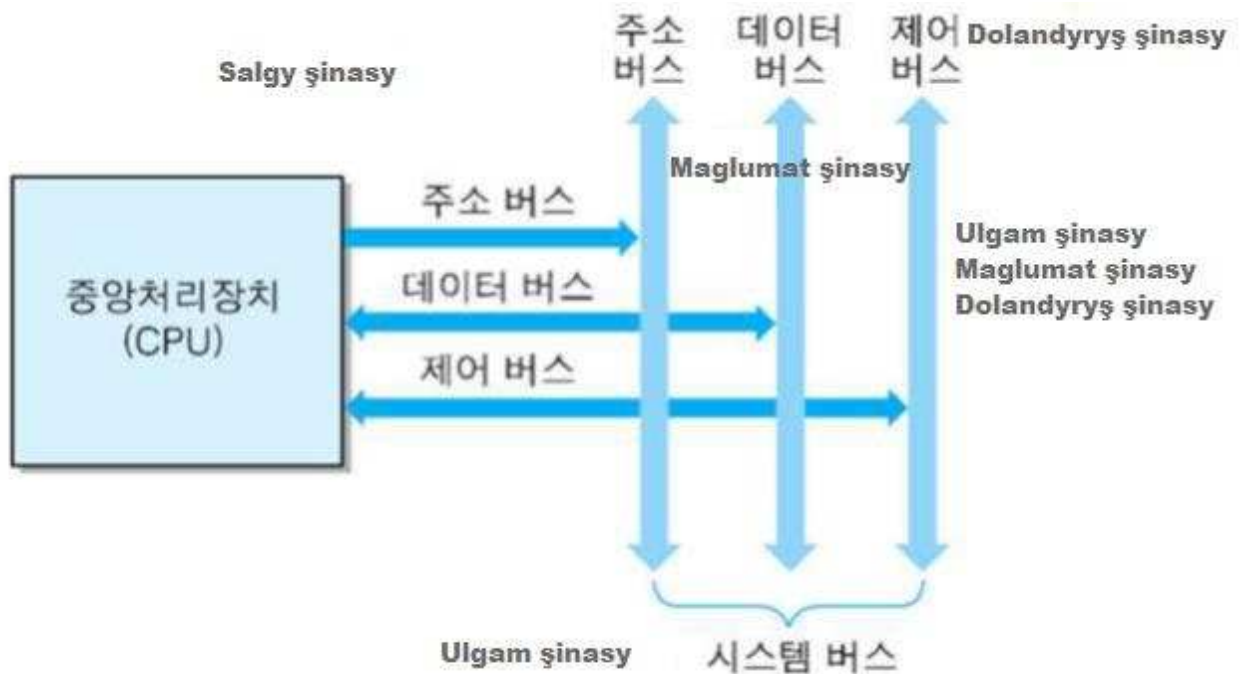 주소
버스
데이터
버스
제어
버스
Dolandyryş şinasy
Salgy şinasy
Maglumat şinasy
주소 버스
데이터 버스
제어 버스
중앙처리장치
(CPU)
Ulgam şinasy
Maglumat şinasy
Dolandyryş şinasy
Ulgam şinasy
시스템 버스